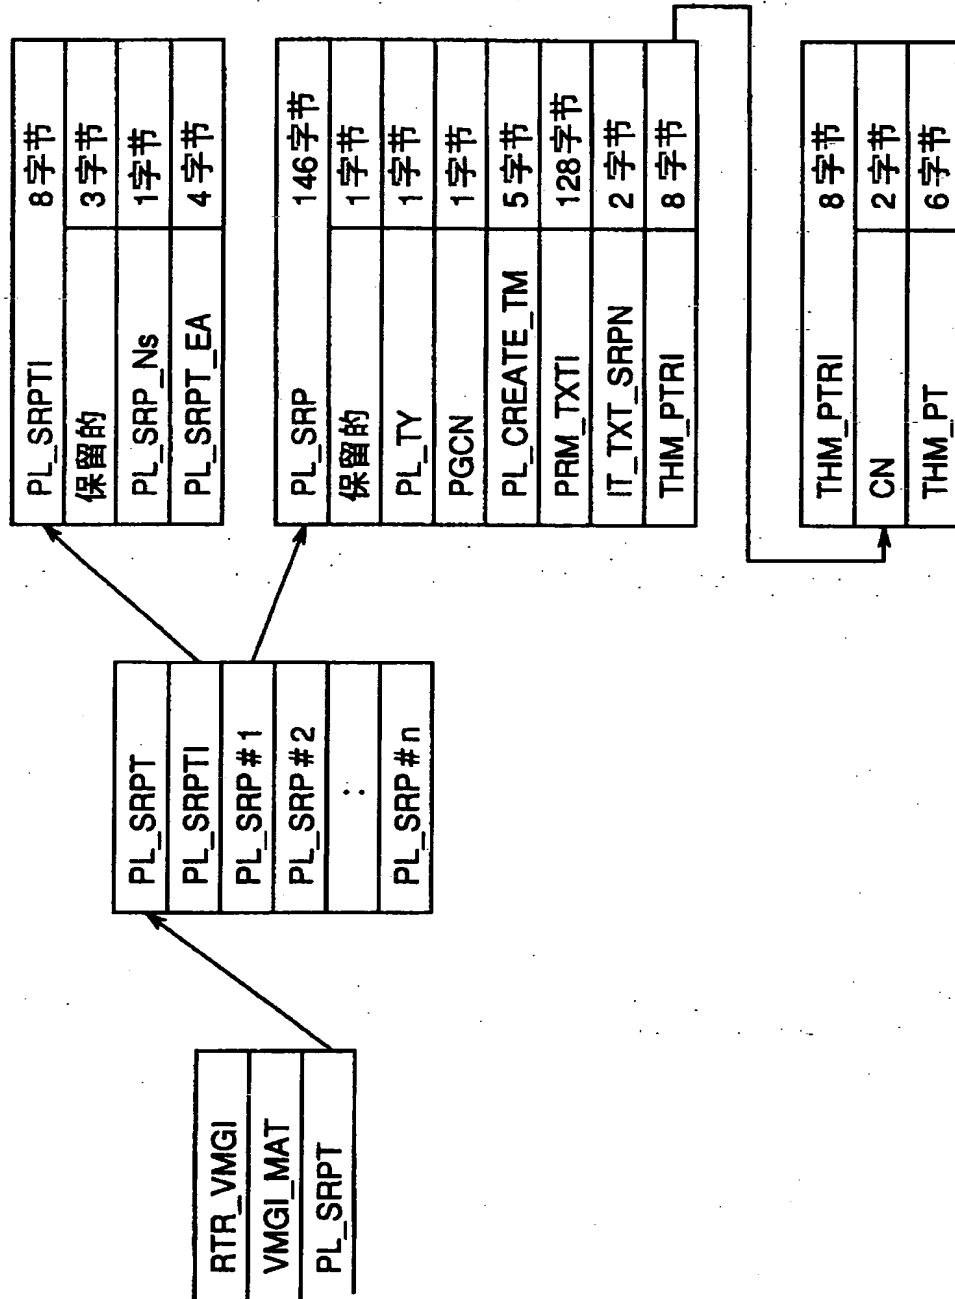 RTR_VMGI
VMGI_MAT
PL_SRPT
PL_SRPT
PL_SRPTI
PL_SRP#1
PL_SRP#2
:
PL_SRP#n
PL_SRPTI 8字节
保留的 3字节
PL_SRP_Ns 1字节
PL_SRPT_EA 4字节
PL_SRP 146字节
保留的 1字节
PL_TY 1字节
PGCN 1字节
PL_CREATE_TM 5字节
PRM_TXTI 128字节
IT_TXT_SRPN 2字节
THM_PTRI 8字节
THM_PTRI 8字节
CN 2字节
THM_PT 6字节